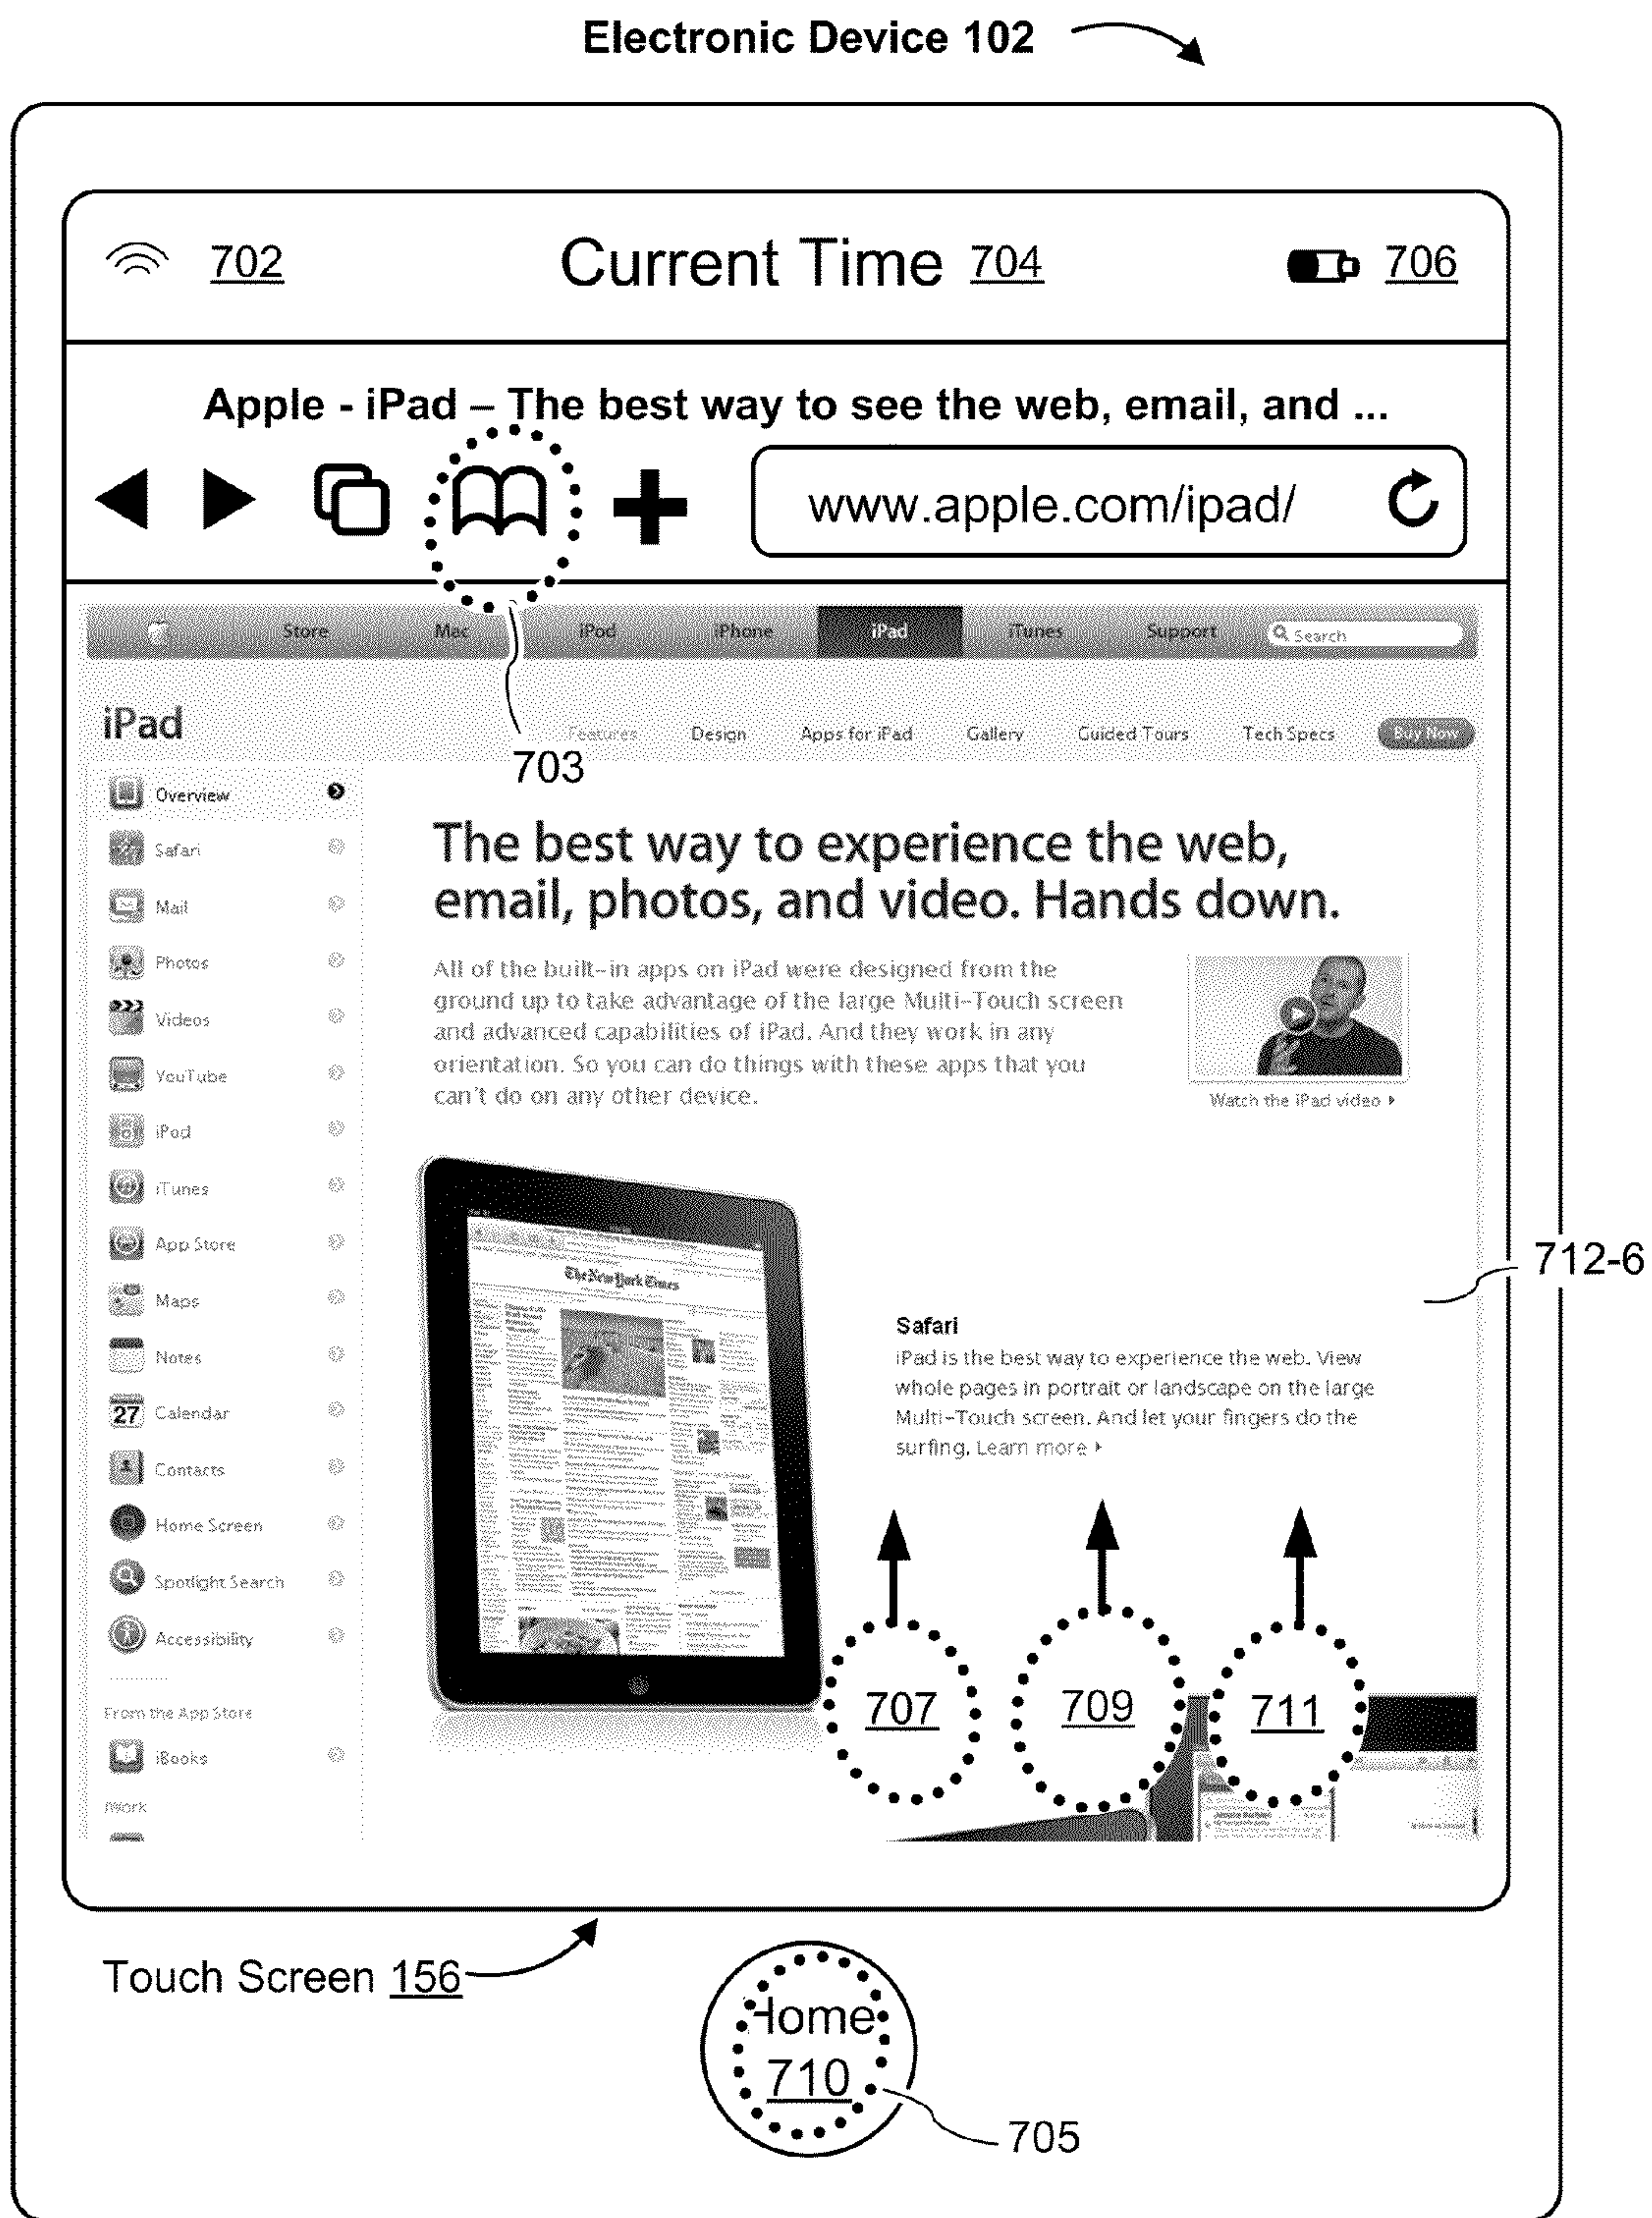 Electronic Device 102
702
Current Time 704
706
Apple - iPad – The best way to see the web, email, and ...
www.apple.com/ipad/
Store Mac iPod iPhone iPad iTunes Support Search
iPad
Features Design Apps for iPad Gallery Guided Tours Tech Specs Buy Now
703
Overview
Safari
Mail
Photos
Videos
YouTube
iPod
iTunes
App Store
Maps
Notes
27 Calendar
Contacts
Home Screen
Spotlight Search
Accessibility
From the App Store
iBooks
iWork
The best way to experience the web,
email, photos, and video. Hands down.
All of the built-in apps on iPad were designed from the
ground up to take advantage of the large Multi-Touch screen
and advanced capabilities of iPad. And they work in any
orientation. So you can do things with these apps that you
can't do on any other device.
Watch the iPad video
The New York Times
712-6
Safari
iPad is the best way to experience the web. View
whole pages in portrait or landscape on the large
Multi-Touch screen. And let your fingers do the
surfing. Learn more
707
709
711
Touch Screen 156
Home
710
705